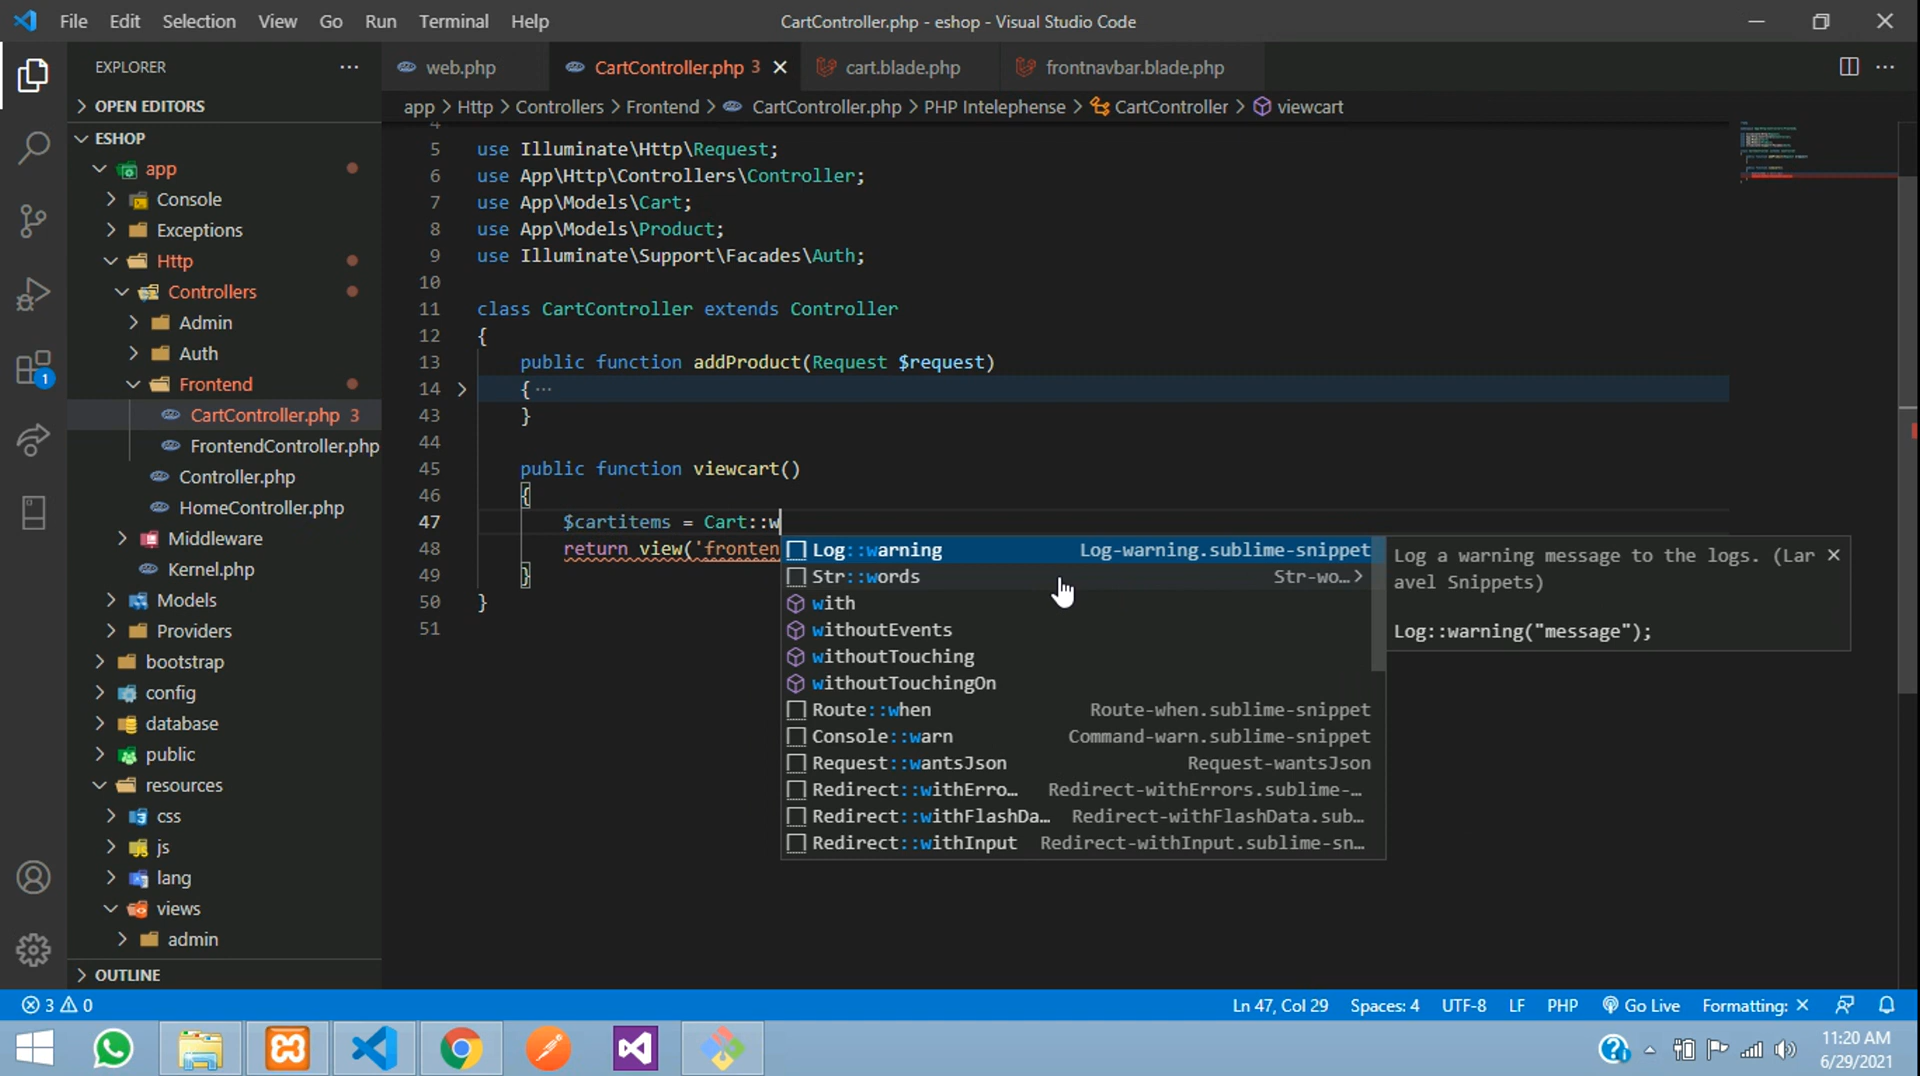 File Edit Selection View Go Run Terminal Help CartController.php - eshop - Visual Studio Code
EXPLORER
web.php CartController.php 3 cart.blade.php frontnavbar.blade.php
OPEN EDITORS
app > Http > Controllers > Frontend > CartController.php > PHP Intelephense > CartController > viewcart
ESHOP
app
Console
Exceptions
Http
Controllers
Admin
Auth
Frontend
CartController.php 3
FrontendController.php
Controller.php
HomeController.php
Middleware
Kernel.php
Models
Providers
bootstrap
config
database
public
resources
css
js
lang
views
admin
OUTLINE
4
5 use Illuminate\Http\Request;
6 use App\Http\Controllers\Controller;
7 use App\Models\Cart;
8 use App\Models\Product;
9 use Illuminate\Support\Facades\Auth;
10
11 class CartController extends Controller
12 {
13 public function addProduct(Request $request)
14 { ...
43 }
44
45 public function viewcart()
46 {
47 $cartitems = Cart::w
48 return view('fronten
49 }
50 }
51
Log::warning Log-warning.sublime-snippet
Str::words Str-wo...
with
withoutEvents
withoutTouching
withoutTouchingOn
Route::when Route-when.sublime-snippet
Console::warn Command-warn.sublime-snippet
Request::wantsJson Request-wantsJson
Redirect::withErro... Redirect-withErrors.sublime-...
Redirect::withFlashDa... Redirect-withFlashData.sub...
Redirect::withInput Redirect-withInput.sublime-sn...
Log a warning message to the logs. (Lar
avel Snippets)
Log::warning("message");
3 0 Ln 47, Col 29 Spaces: 4 UTF-8 LF PHP Go Live Formatting: ×
1
11:20 AM
6/29/2021